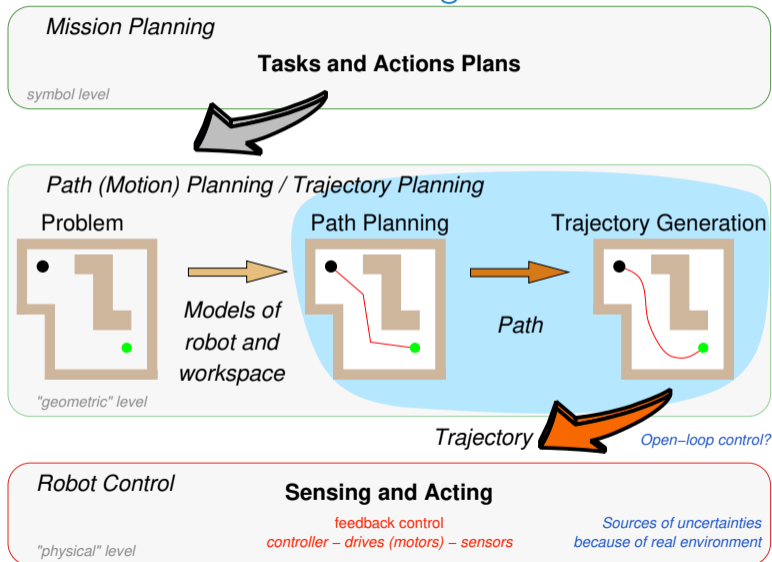 Mission Planning
Tasks and Actions Plans
symbol level
Path (Motion) Planning / Trajectory Planning
Problem
Path Planning
Trajectory Generation
Models of
robot and
workspace
Path
"geometric" level
Trajectory
Open–loop control?
Robot Control
Sensing and Acting
feedback control
controller – drives (motors) – sensors
Sources of uncertainties
because of real environment
"physical" level